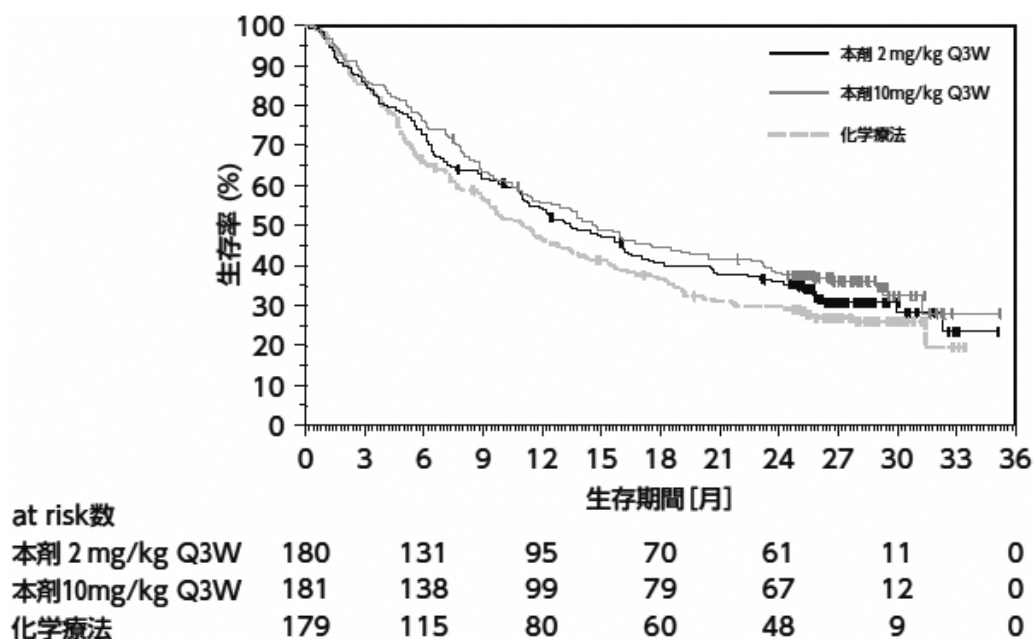 100
90
80
70
60
50
40
30
20
10
0
生存率 (%)
本剤 2 mg/kg Q3W
本剤10mg/kg Q3W
化学療法
0 3 6 9 12 15 18 21 24 27 30 33 36
生存期間 [月]
at risk数
本剤 2 mg/kg Q3W 180 131 95 70 61 11 0
本剤10mg/kg Q3W 181 138 99 79 67 12 0
化学療法 179 115 80 60 48 9 0